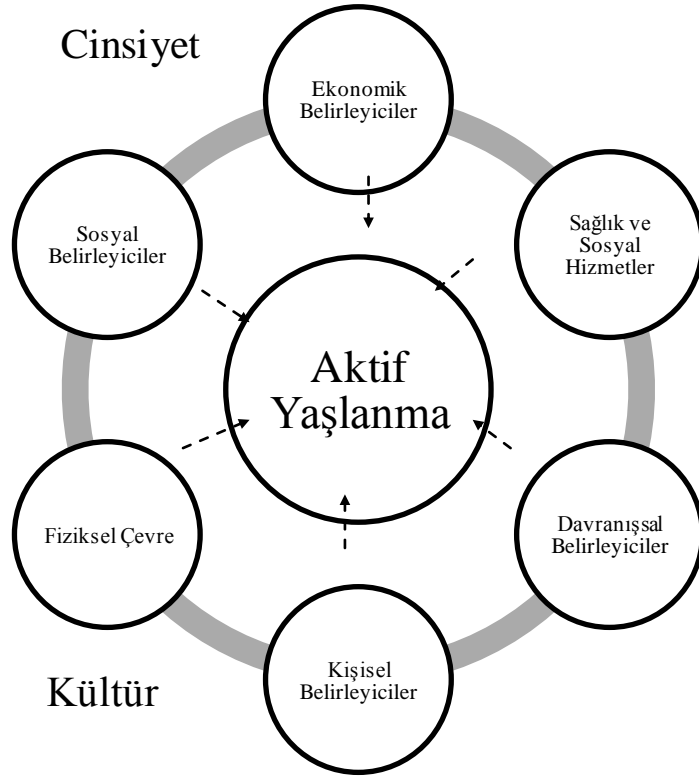 Cinsiyet
Ekonomik
Belirleyiciler
Sosyal
Belirleyiciler
Sağlık ve
Sosyal
Hizmetler
Aktif
Yaşlanma
Fiziksel Çevre
Davranışsal
Belirleyiciler
Kişisel
Belirleyiciler
Kültür